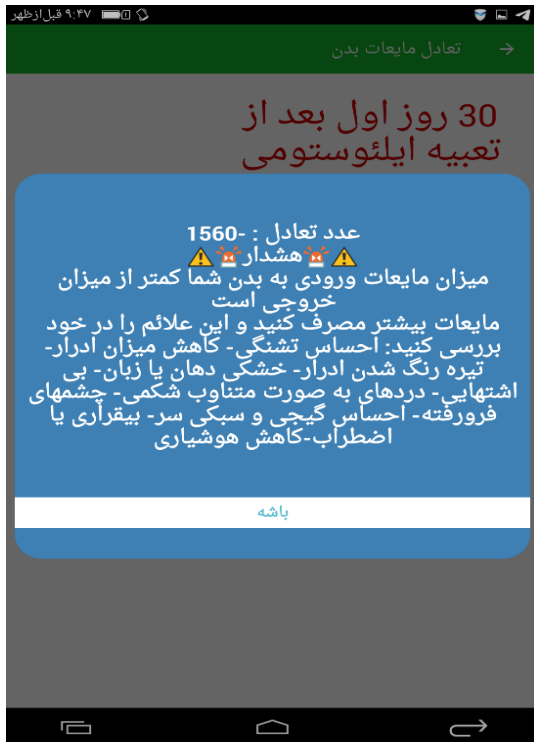 ۹:۴۷ قبل‌ازظهر
تعادل مایعات بدن
30 روز اول بعد از
تعبیه ایلئوستومی
عدد تعادل : -1560
⚠️🚨هشدار🚨⚠️
میزان مایعات ورودی به بدن شما کمتر از میزان
خروجی است
مایعات بیشتر مصرف کنید و این علائم را در خود
بررسی کنید: احساس تشنگی- کاهش میزان ادرار-
تیره رنگ شدن ادرار- خشکی دهان یا زبان- بی
اشتهایی- دردهای به صورت متناوب شکمی- چشمهای
فرورفته- احساس گیجی و سبکی سر- بیقراری یا
اضطراب-کاهش هوشیاری
باشه